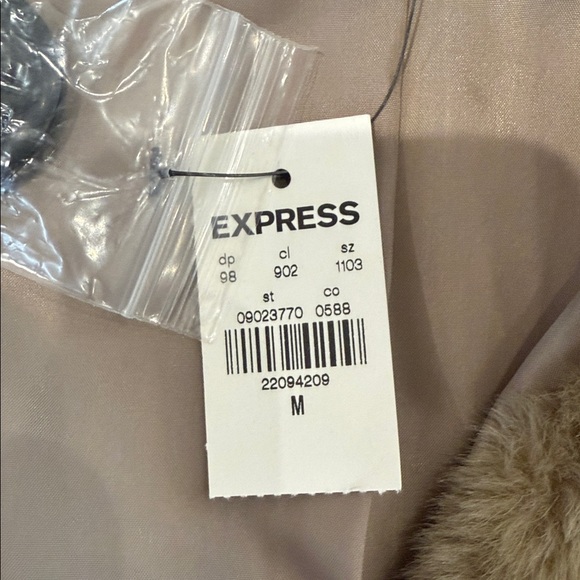 EXPRESS
dp cl sz
98 902 1103
st co
09023770 0588
22094209
M